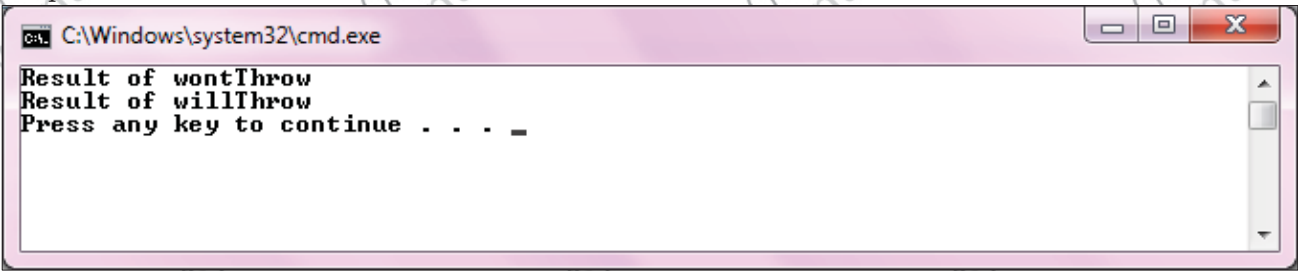 C:\Windows\system32\cmd.exe
Result of wontThrow
Result of willThrow
Press any key to continue . . . _